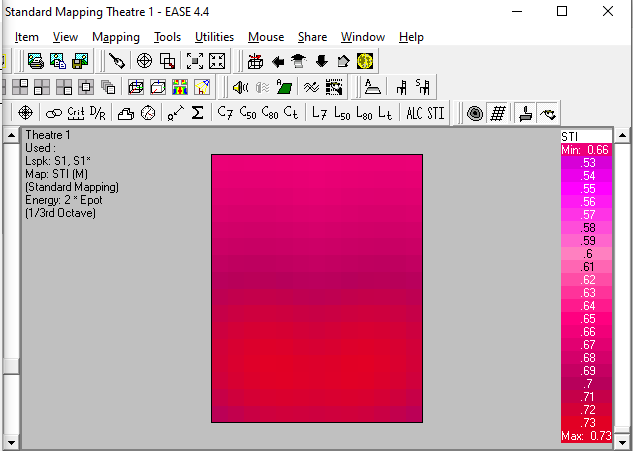 Standard Mapping Theatre 1 - EASE 4.4
Item View Mapping Tools Utilities Mouse Share Window Help
A S
Crit D/R Σ C7 C50 C80 Ct L7 L50 L80 Lt ALC STI
Theatre 1
Used :
Lspk: S1, S1*
Map: STI (M)
(Standard Mapping)
Energy: 2 * Epot
(1/3rd Octave)
STI
Min: 0.66
.53
.54
.55
.56
.57
.58
.59
.6
.61
.62
.63
.64
.65
.66
.67
.68
.69
.7
.71
.72
.73
Max: 0.73